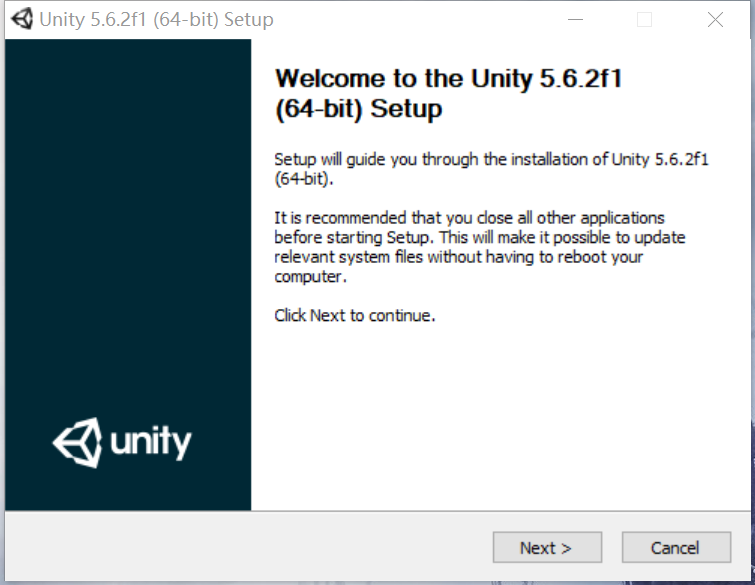 Unity 5.6.2f1 (64-bit) Setup
Welcome to the Unity 5.6.2f1
(64-bit) Setup
Setup will guide you through the installation of Unity 5.6.2f1
(64-bit).
It is recommended that you close all other applications
before starting Setup. This will make it possible to update
relevant system files without having to reboot your
computer.
Click Next to continue.
unity
Next >
Cancel